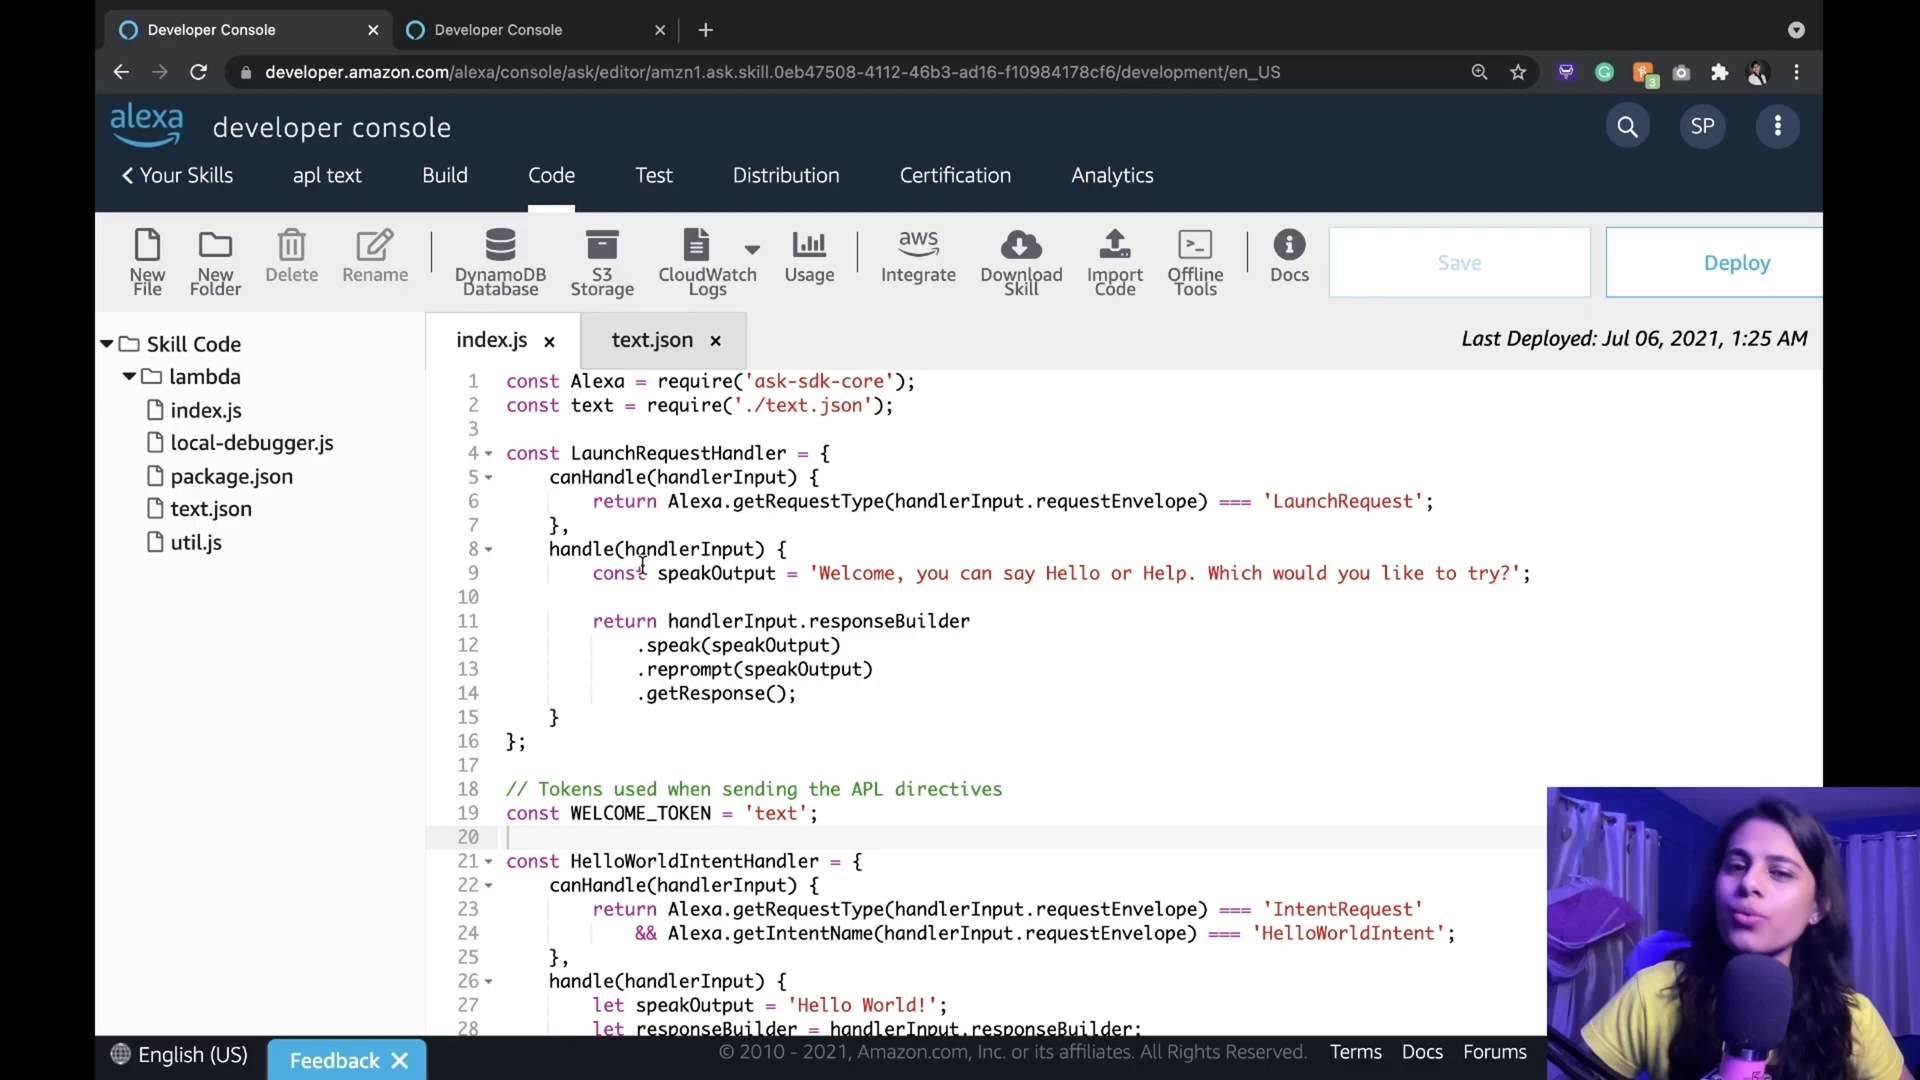 Developer Console
Developer Console
developer.amazon.com/alexa/console/ask/editor/amzn1.ask.skill.0eb47508-4112-46b3-ad16-f10984178cf6/development/en_US
3
alexa developer console
SP
Your Skills apl text Build Code Test Distribution Certification Analytics
New File
New Folder
Delete
Rename
DynamoDB Database
S3 Storage
CloudWatch Logs
Usage
aws
Integrate
Download Skill
Import Code
Offline Tools
Docs
Save
Deploy
Skill Code
lambda
index.js
local-debugger.js
package.json
text.json
util.js
index.js
text.json
Last Deployed: Jul 06, 2021, 1:25 AM
1 const Alexa = require('ask-sdk-core');
2 const text = require('./text.json');
3
4 const LaunchRequestHandler = {
5 canHandle(handlerInput) {
6 return Alexa.getRequestType(handlerInput.requestEnvelope) === 'LaunchRequest';
7 },
8 handle(handlerInput) {
9 const speakOutput = 'Welcome, you can say Hello or Help. Which would you like to try?';
10
11 return handlerInput.responseBuilder
12 .speak(speakOutput)
13 .reprompt(speakOutput)
14 .getResponse();
15 }
16 };
17
18 // Tokens used when sending the APL directives
19 const WELCOME_TOKEN = 'text';
20
21 const HelloWorldIntentHandler = {
22 canHandle(handlerInput) {
23 return Alexa.getRequestType(handlerInput.requestEnvelope) === 'IntentRequest'
24 && Alexa.getIntentName(handlerInput.requestEnvelope) === 'HelloWorldIntent';
25 },
26 handle(handlerInput) {
27 let speakOutput = 'Hello World!';
28 let responseBuilder = handlerInput.responseBuilder;
English (US)
Feedback
© 2010 - 2021, Amazon.com, Inc. or its affiliates. All Rights Reserved.
Terms Docs Forums